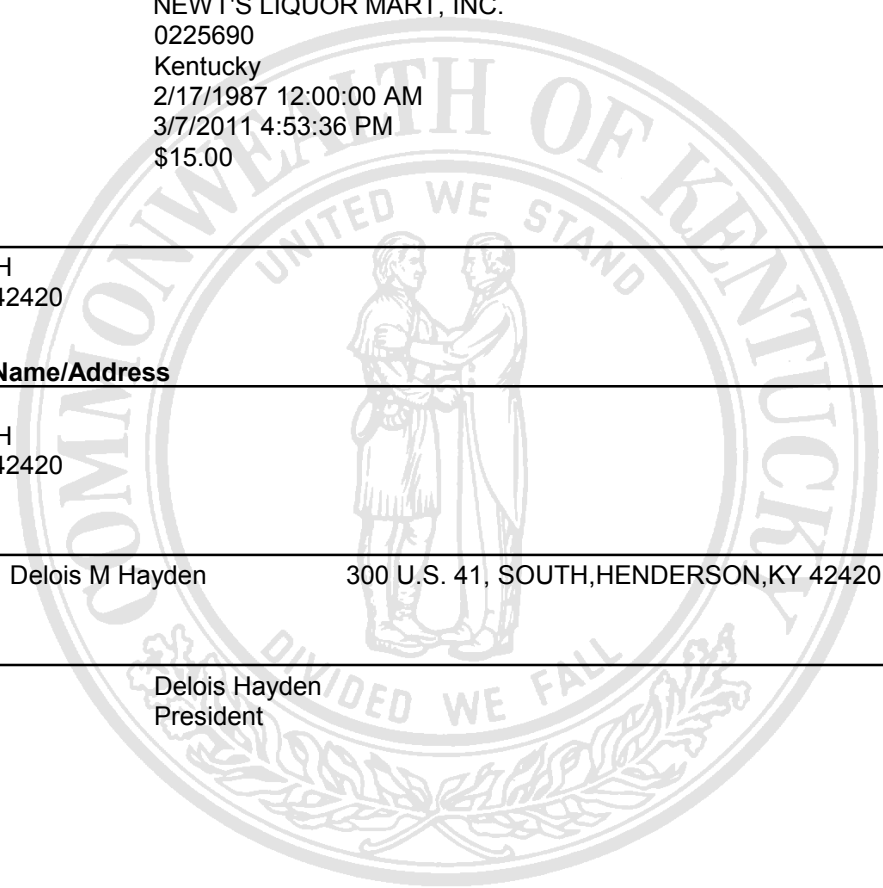 NEWT'S LIQUOR MART, INC.
0225690
Kentucky
2/17/1987 12:00:00 AM
3/7/2011 4:53:36 PM
$15.00
COMMONWEALTH OF KENTUCKY
UNITED WE STAND
H
42420
Name/Address
H
42420
Delois M Hayden 300 U.S. 41, SOUTH,HENDERSON,KY 42420
Delois Hayden
President
DIVIDED WE FALL